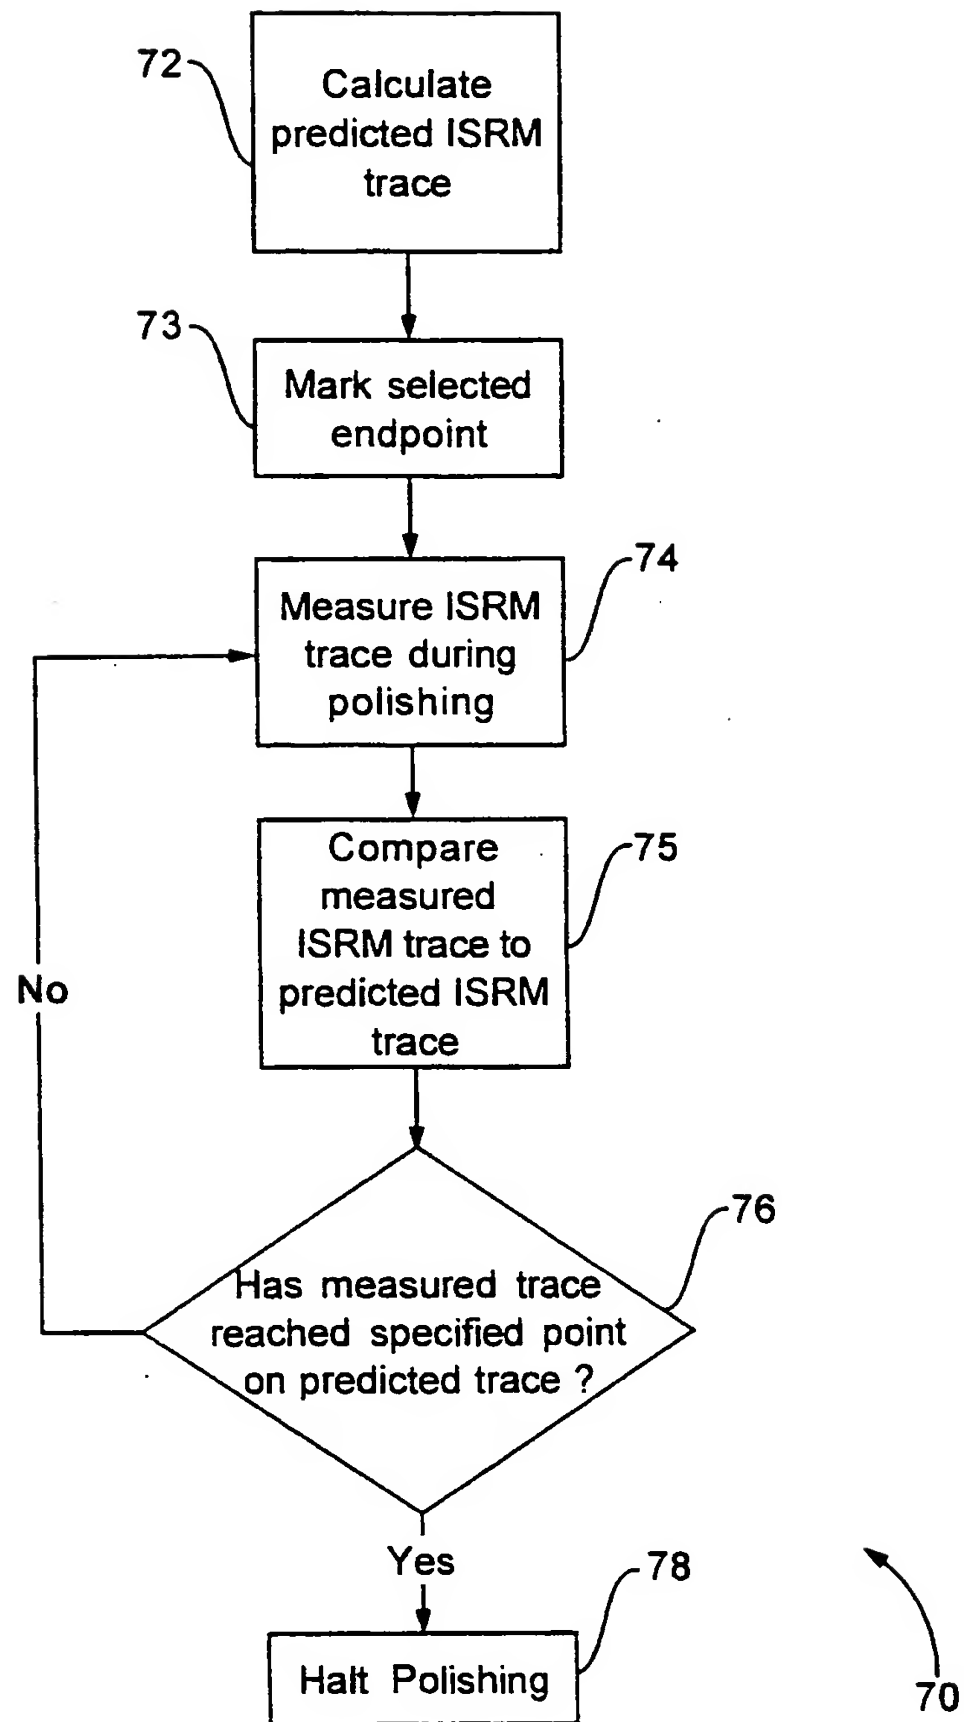 72
Calculate
predicted ISRM
trace
73
Mark selected
endpoint
74
Measure ISRM
trace during
polishing
75
Compare
measured
ISRM trace to
predicted ISRM
trace
No
76
Has measured trace
reached specified point
on predicted trace ?
Yes
78
Halt Polishing
70